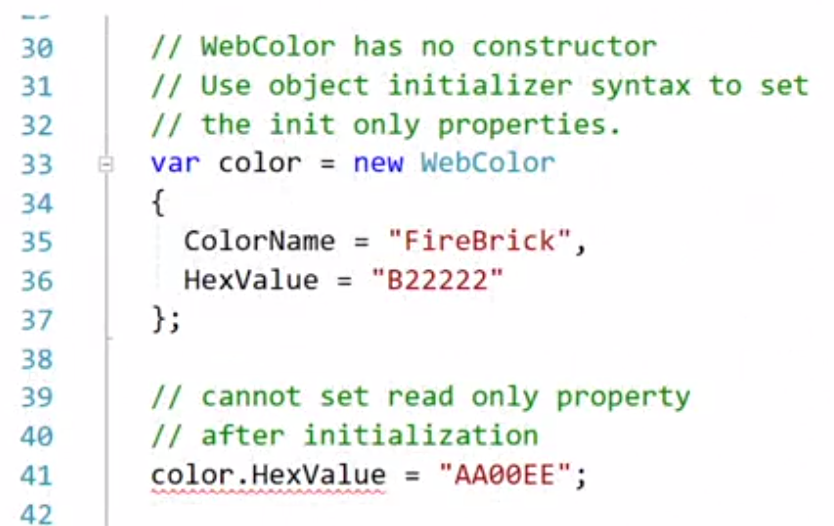 30 // WebColor has no constructor
31 // Use object initializer syntax to set
32 // the init only properties.
33 var color = new WebColor
34 {
35 ColorName = "FireBrick",
36 HexValue = "B22222"
37 };
38
39 // cannot set read only property
40 // after initialization
41 color.HexValue = "AA00EE";
42